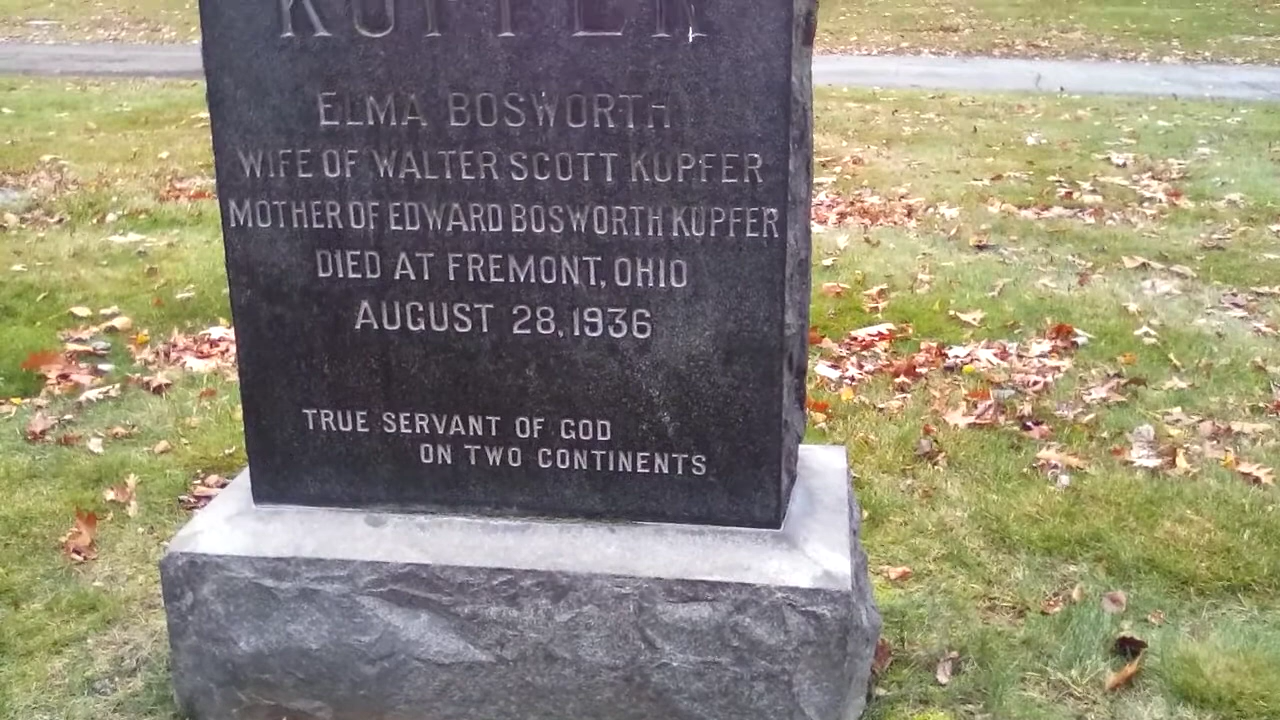 KUPFER
ELMA BOSWORTH
WIFE OF WALTER SCOTT KUPFER
MOTHER OF EDWARD BOSWORTH KUPFER
DIED AT FREMONT, OHIO
AUGUST 28, 1936
TRUE SERVANT OF GOD
ON TWO CONTINENTS